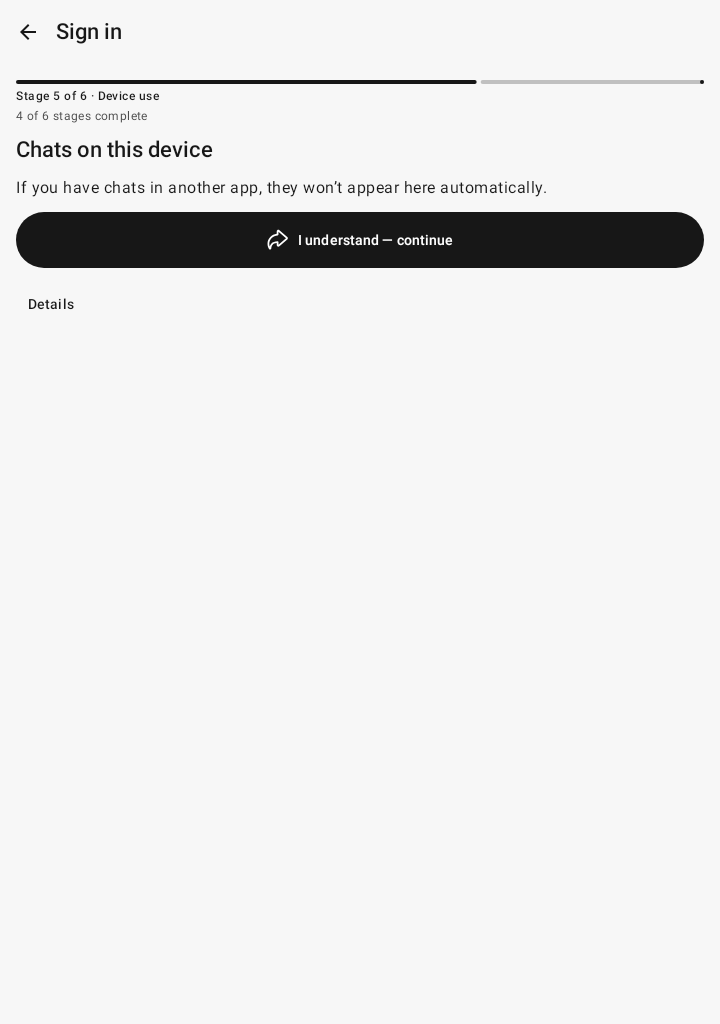 Sign in
Stage 5 of 6 · Device use
4 of 6 stages complete
Chats on this device
If you have chats in another app, they won’t appear here automatically.
I understand — continue
Details